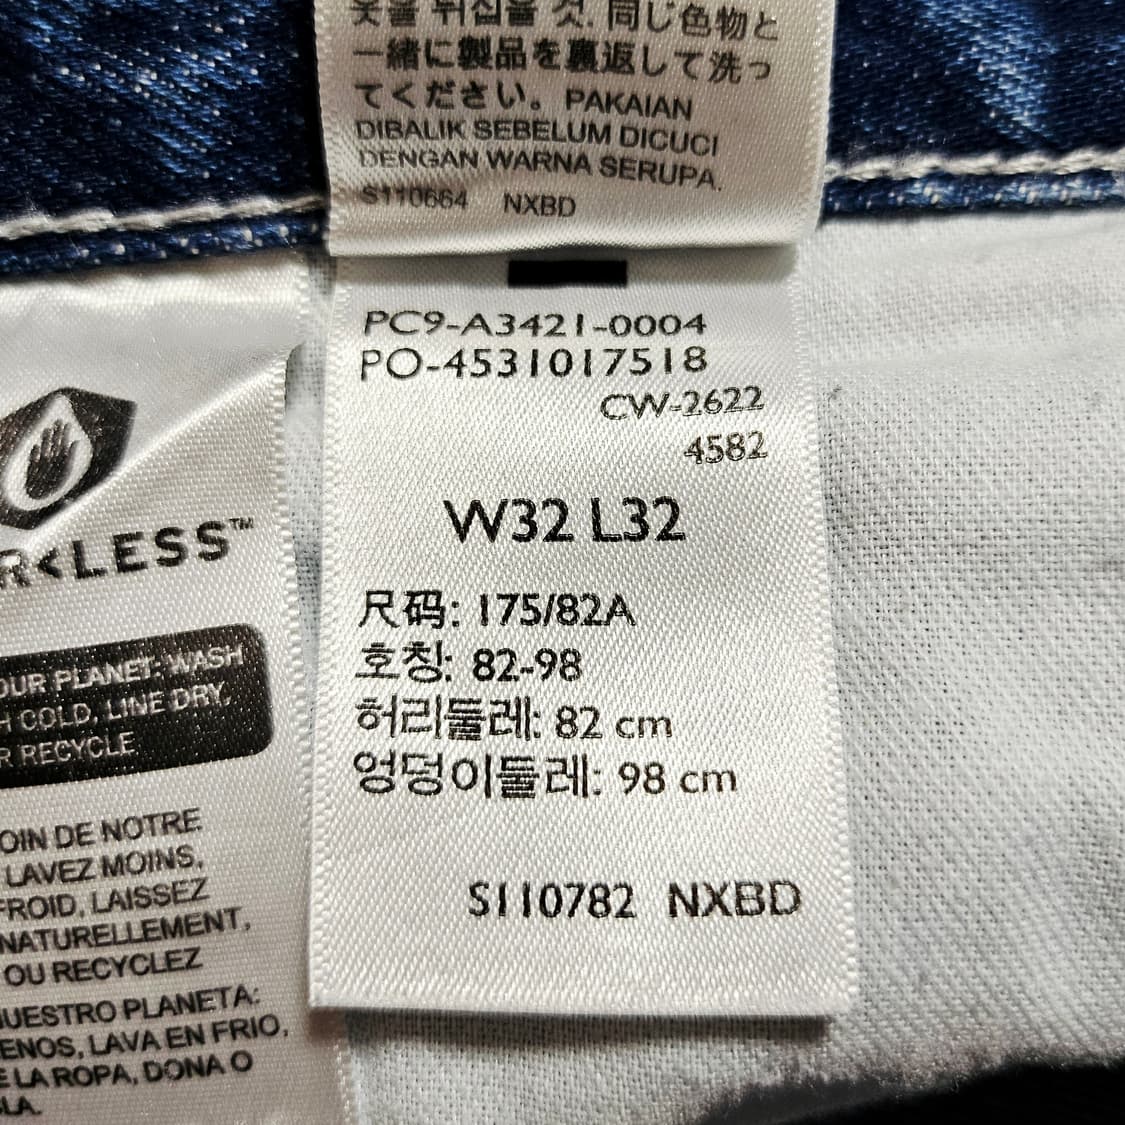 옷을 뒤집을 것. 同じ色物と
一緒に製品を裏返して洗っ
てください。 PAKAIAN
DIBALIK SEBELUM DICUCI
DENGAN WARNA SERUPA.
S110664 NXBD
PC9-A3421-0004
PO-4531017518
CW-2622
4582
W32 L32
尺码: 175/82A
호칭: 82-98
허리둘레: 82 cm
엉덩이둘레: 98 cm
S110782 NXBD
R<LESS™
OUR PLANET: WASH
H COLD, LINE DRY,
R RECYCLE
OIN DE NOTRE
LAVEZ MOINS,
FROID, LAISSEZ
NATURELLEMENT,
OU RECYCLEZ
NUESTRO PLANETA:
ENOS, LAVA EN FRIO,
E LA ROPA, DONA O
LA.